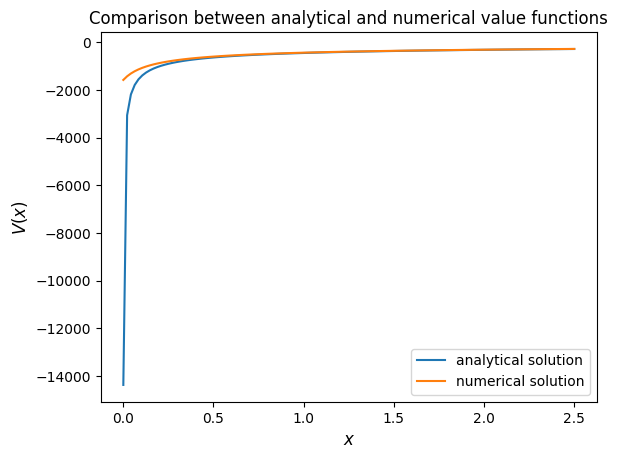 Comparison between analytical and numerical value functions
0
−2000
−4000
−6000
−8000
−10000
−12000
−14000
V(x)
analytical solution
numerical solution
0.0 0.5 1.0 1.5 2.0 2.5
x